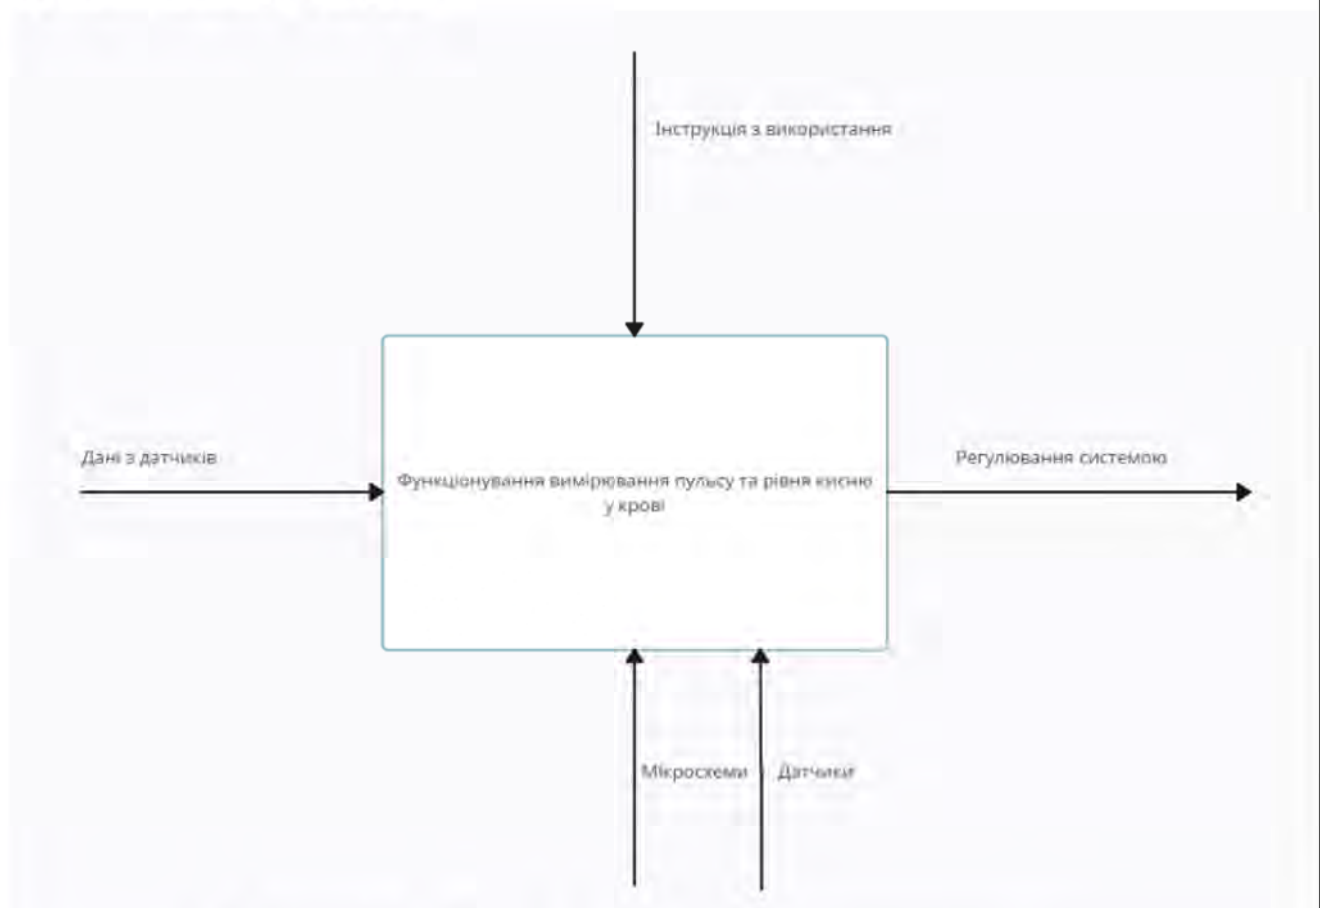 Інструкція з використання
Дані з датчиків
Регулювання системою
Функціонування вимірювання пульсу та рівня кисню
у крові
Мікросхеми
Датчики